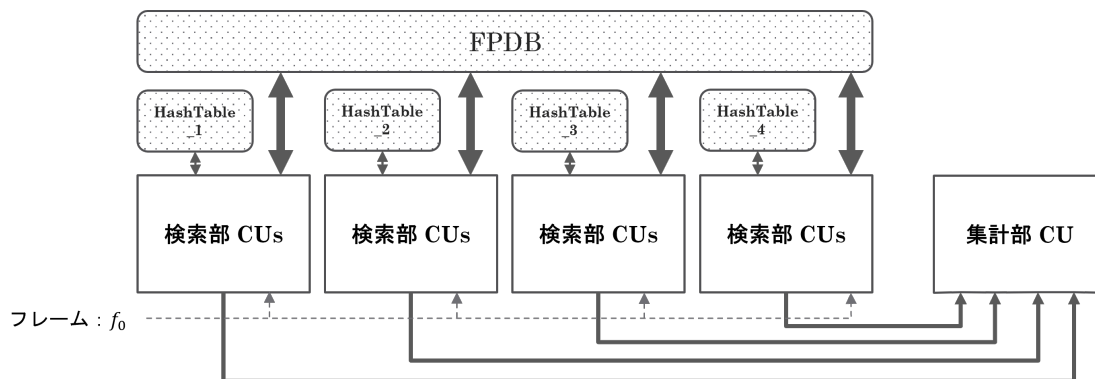 FPDB
HashTable
_1
HashTable
_2
HashTable
_3
HashTable
_4
検索部 CUs
検索部 CUs
検索部 CUs
検索部 CUs
集計部 CU
フレーム：f₀